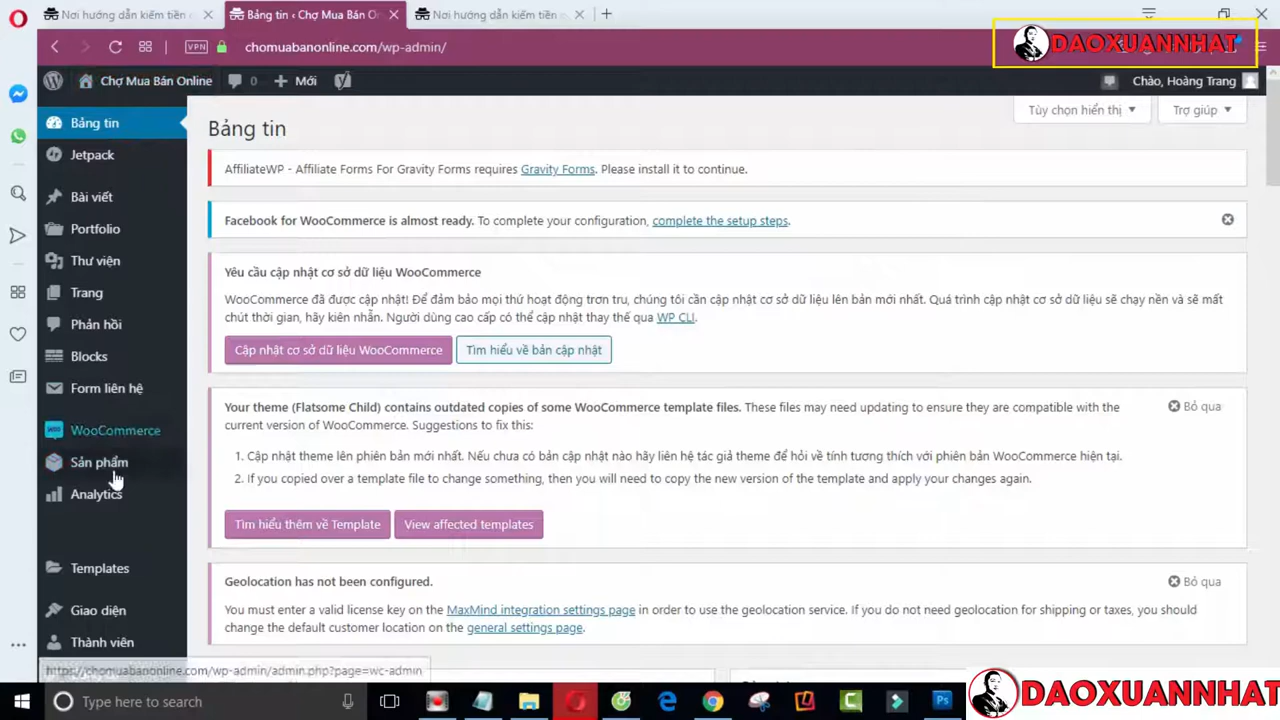 Nơi hướng dẫn kiếm tiền
Bảng tin ‹ Chợ Mua Bán On
Nơi hướng dẫn kiếm tiền
VPN
chomuabanonline.com/wp-admin/
DAOXUANNHAT
Chợ Mua Bán Online
0
Mới
Chào, Hoàng Trang
Bảng tin
Jetpack
Bài viết
Portfolio
Thư viện
Trang
Phản hồi
Blocks
Form liên hệ
WooCommerce
Sản phẩm
Analytics
Templates
Giao diện
Thành viên
Tùy chọn hiển thị
Trợ giúp
Bảng tin
AffiliateWP - Affiliate Forms For Gravity Forms requires Gravity Forms. Please install it to continue.
Facebook for WooCommerce is almost ready. To complete your configuration, complete the setup steps.
Yêu cầu cập nhật cơ sở dữ liệu WooCommerce
WooCommerce đã được cập nhật! Để đảm bảo mọi thứ hoạt động trơn tru, chúng tôi cần cập nhật cơ sở dữ liệu lên bản mới nhất. Quá trình cập nhật cơ sở dữ liệu sẽ chạy nền và sẽ mất
chút thời gian, hãy kiên nhẫn. Người dùng cao cấp có thể cập nhật thay thế qua WP CLI.
Cập nhật cơ sở dữ liệu WooCommerce
Tìm hiểu về bản cập nhật
Your theme (Flatsome Child) contains outdated copies of some WooCommerce template files. These files may need updating to ensure they are compatible with the
current version of WooCommerce. Suggestions to fix this:
Bỏ qua
1. Cập nhật theme lên phiên bản mới nhất. Nếu chưa có bản cập nhật nào hãy liên hệ tác giả theme để hỏi về tính tương thích với phiên bản WooCommerce hiện tại.
2. If you copied over a template file to change something, then you will need to copy the new version of the template and apply your changes again.
Tìm hiểu thêm về Template
View affected templates
Geolocation has not been configured.
Bỏ qua
You must enter a valid license key on the MaxMind integration settings page in order to use the geolocation service. If you do not need geolocation for shipping or taxes, you should
change the default customer location on the general settings page.
https://chomuabanonline.com/wp-admin/admin.php?page=wc-admin
Type here to search
DAOXUANNHAT